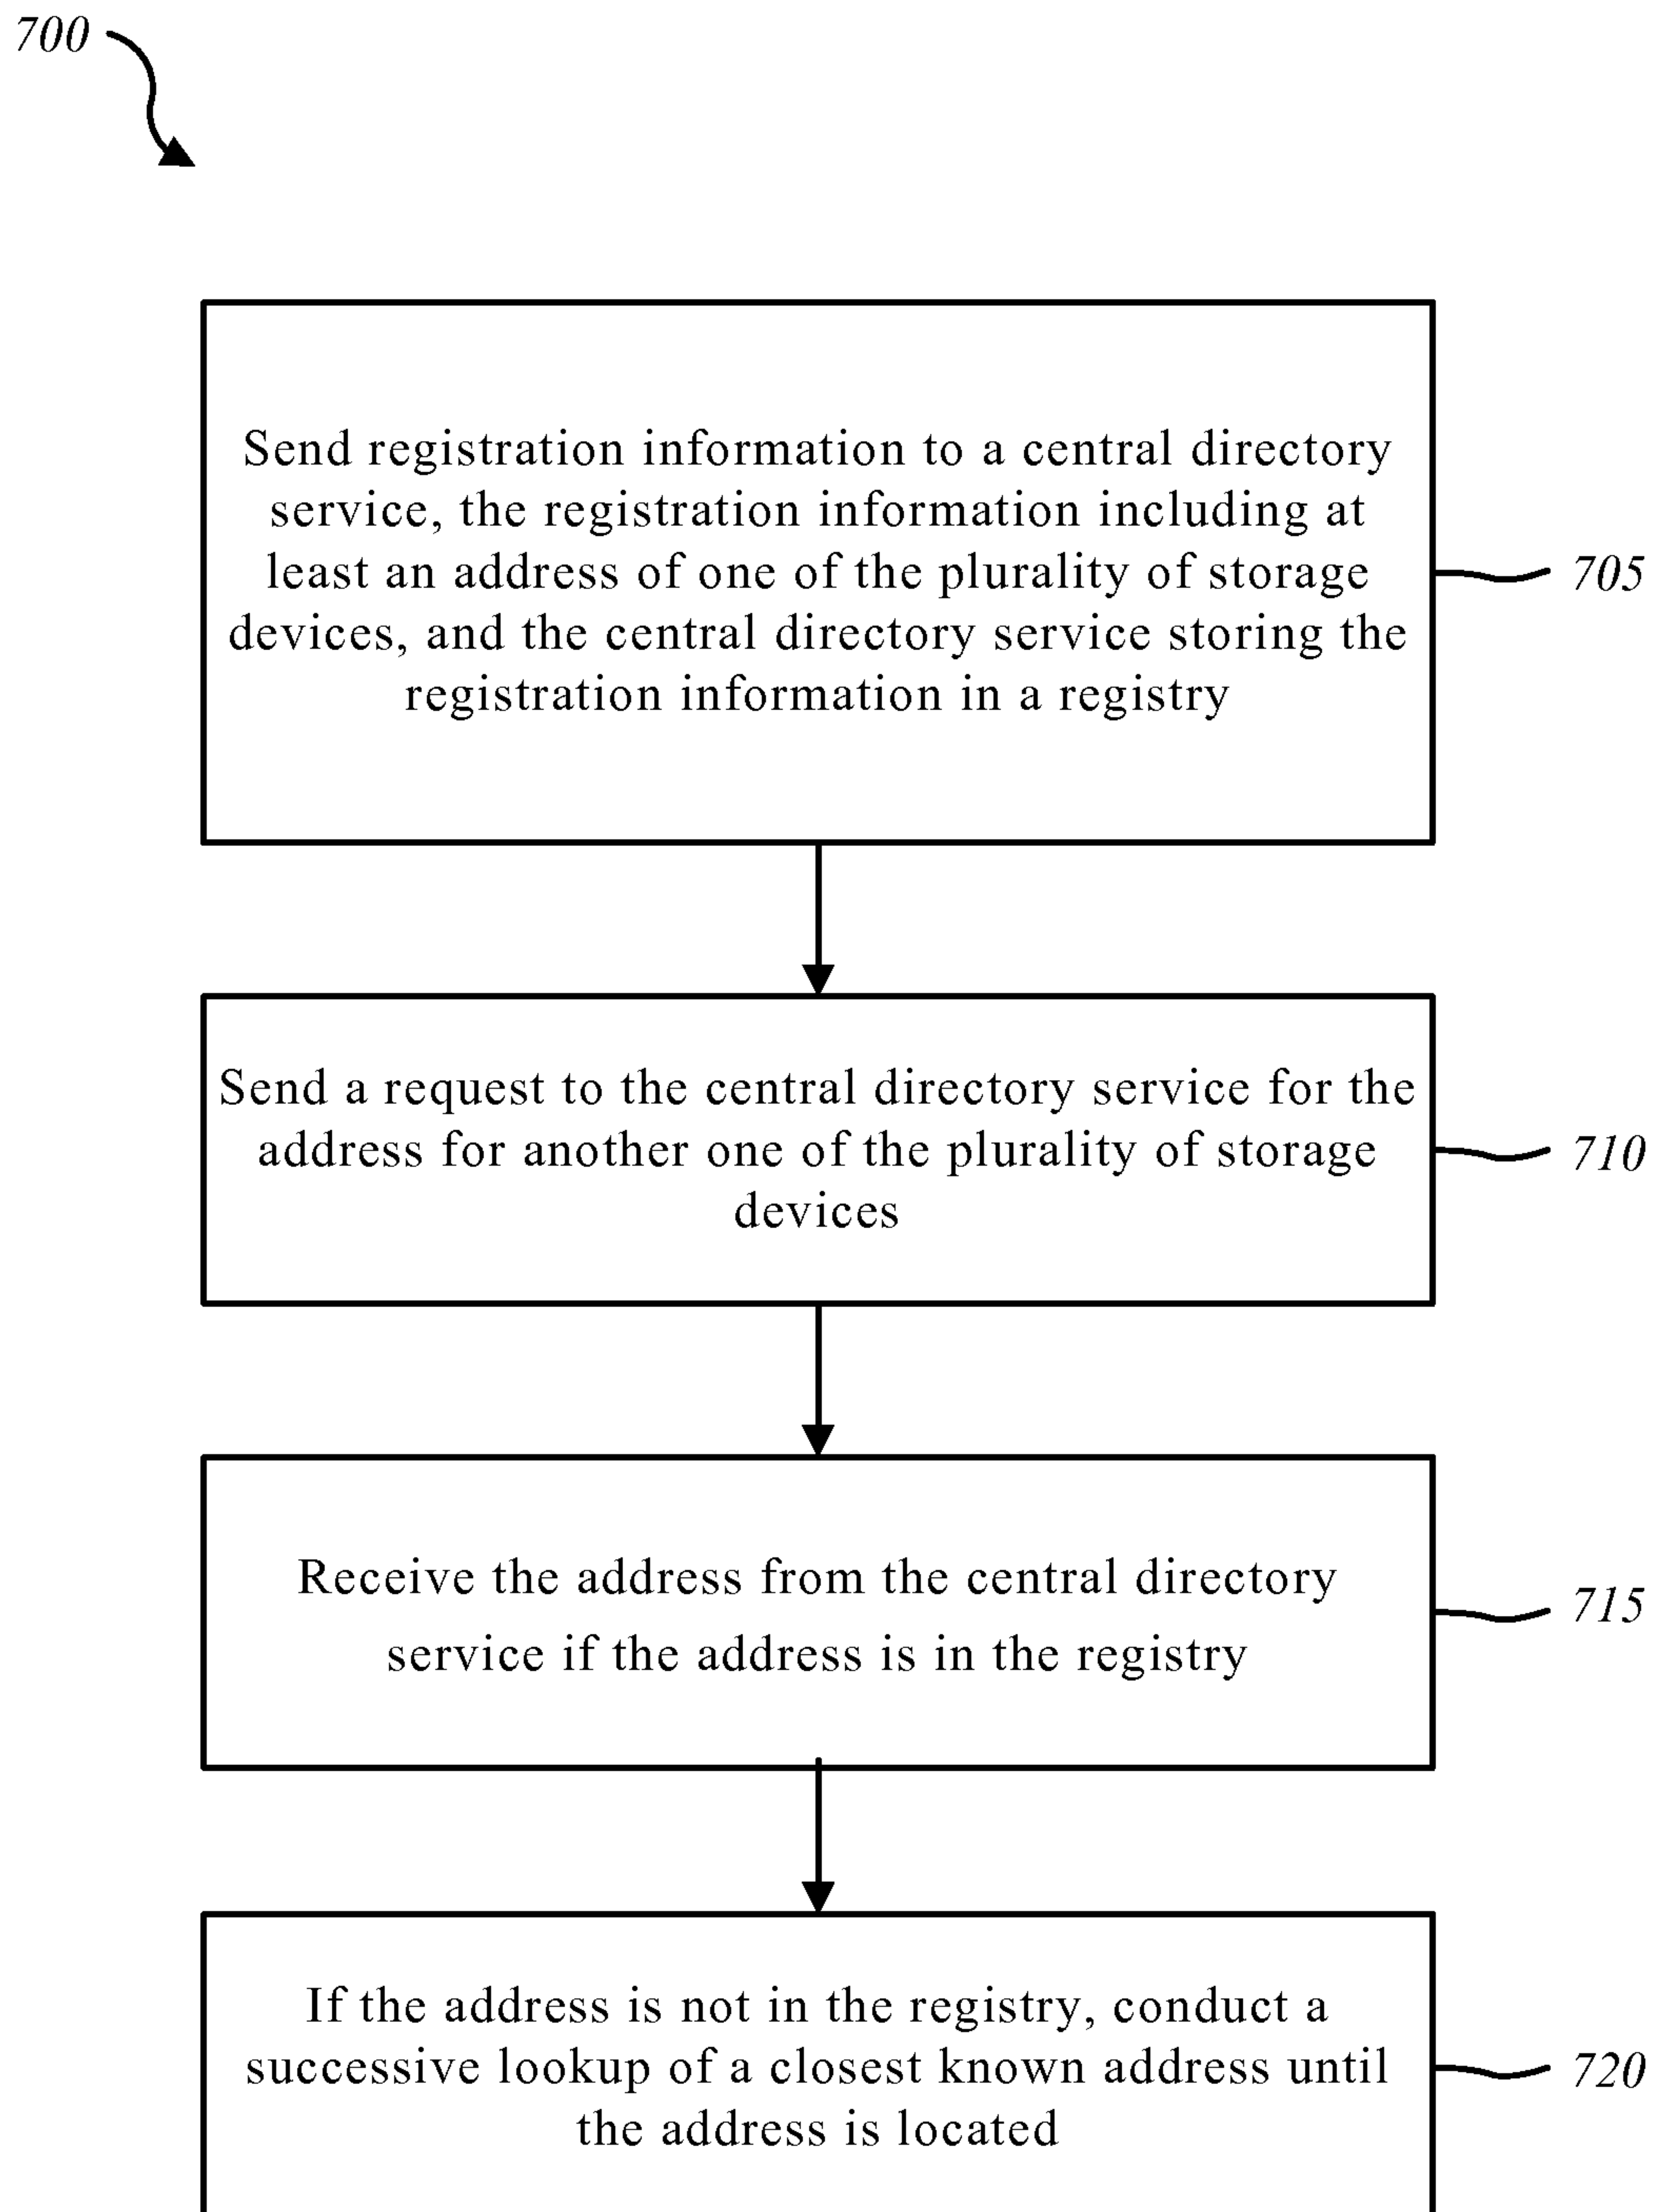 700
Send registration information to a central directory
service, the registration information including at
least an address of one of the plurality of storage
devices, and the central directory service storing the
registration information in a registry
705
Send a request to the central directory service for the
address for another one of the plurality of storage
devices
710
Receive the address from the central directory
service if the address is in the registry
715
If the address is not in the registry, conduct a
successive lookup of a closest known address until
the address is located
720